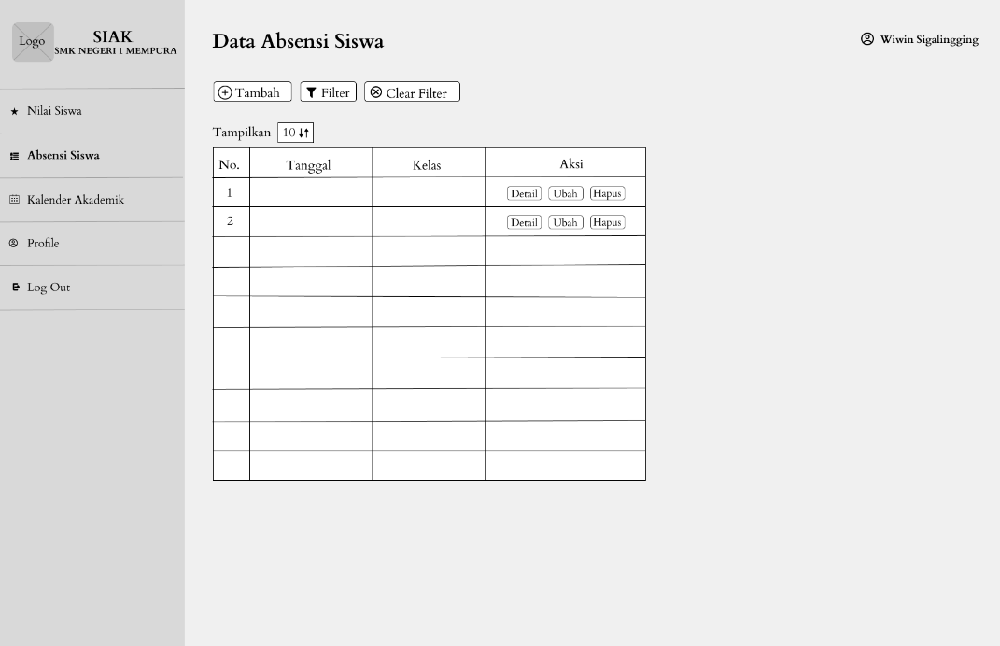 Logo
SIAK
SMK NEGERI 1 MEMPURA
Nilai Siswa
Absensi Siswa
Kalender Akademik
Profile
Log Out
Data Absensi Siswa
Wiwin Sigalingging
Tambah Filter Clear Filter
Tampilkan 10
No. Tanggal Kelas Aksi
1 Detail Ubah Hapus
2 Detail Ubah Hapus